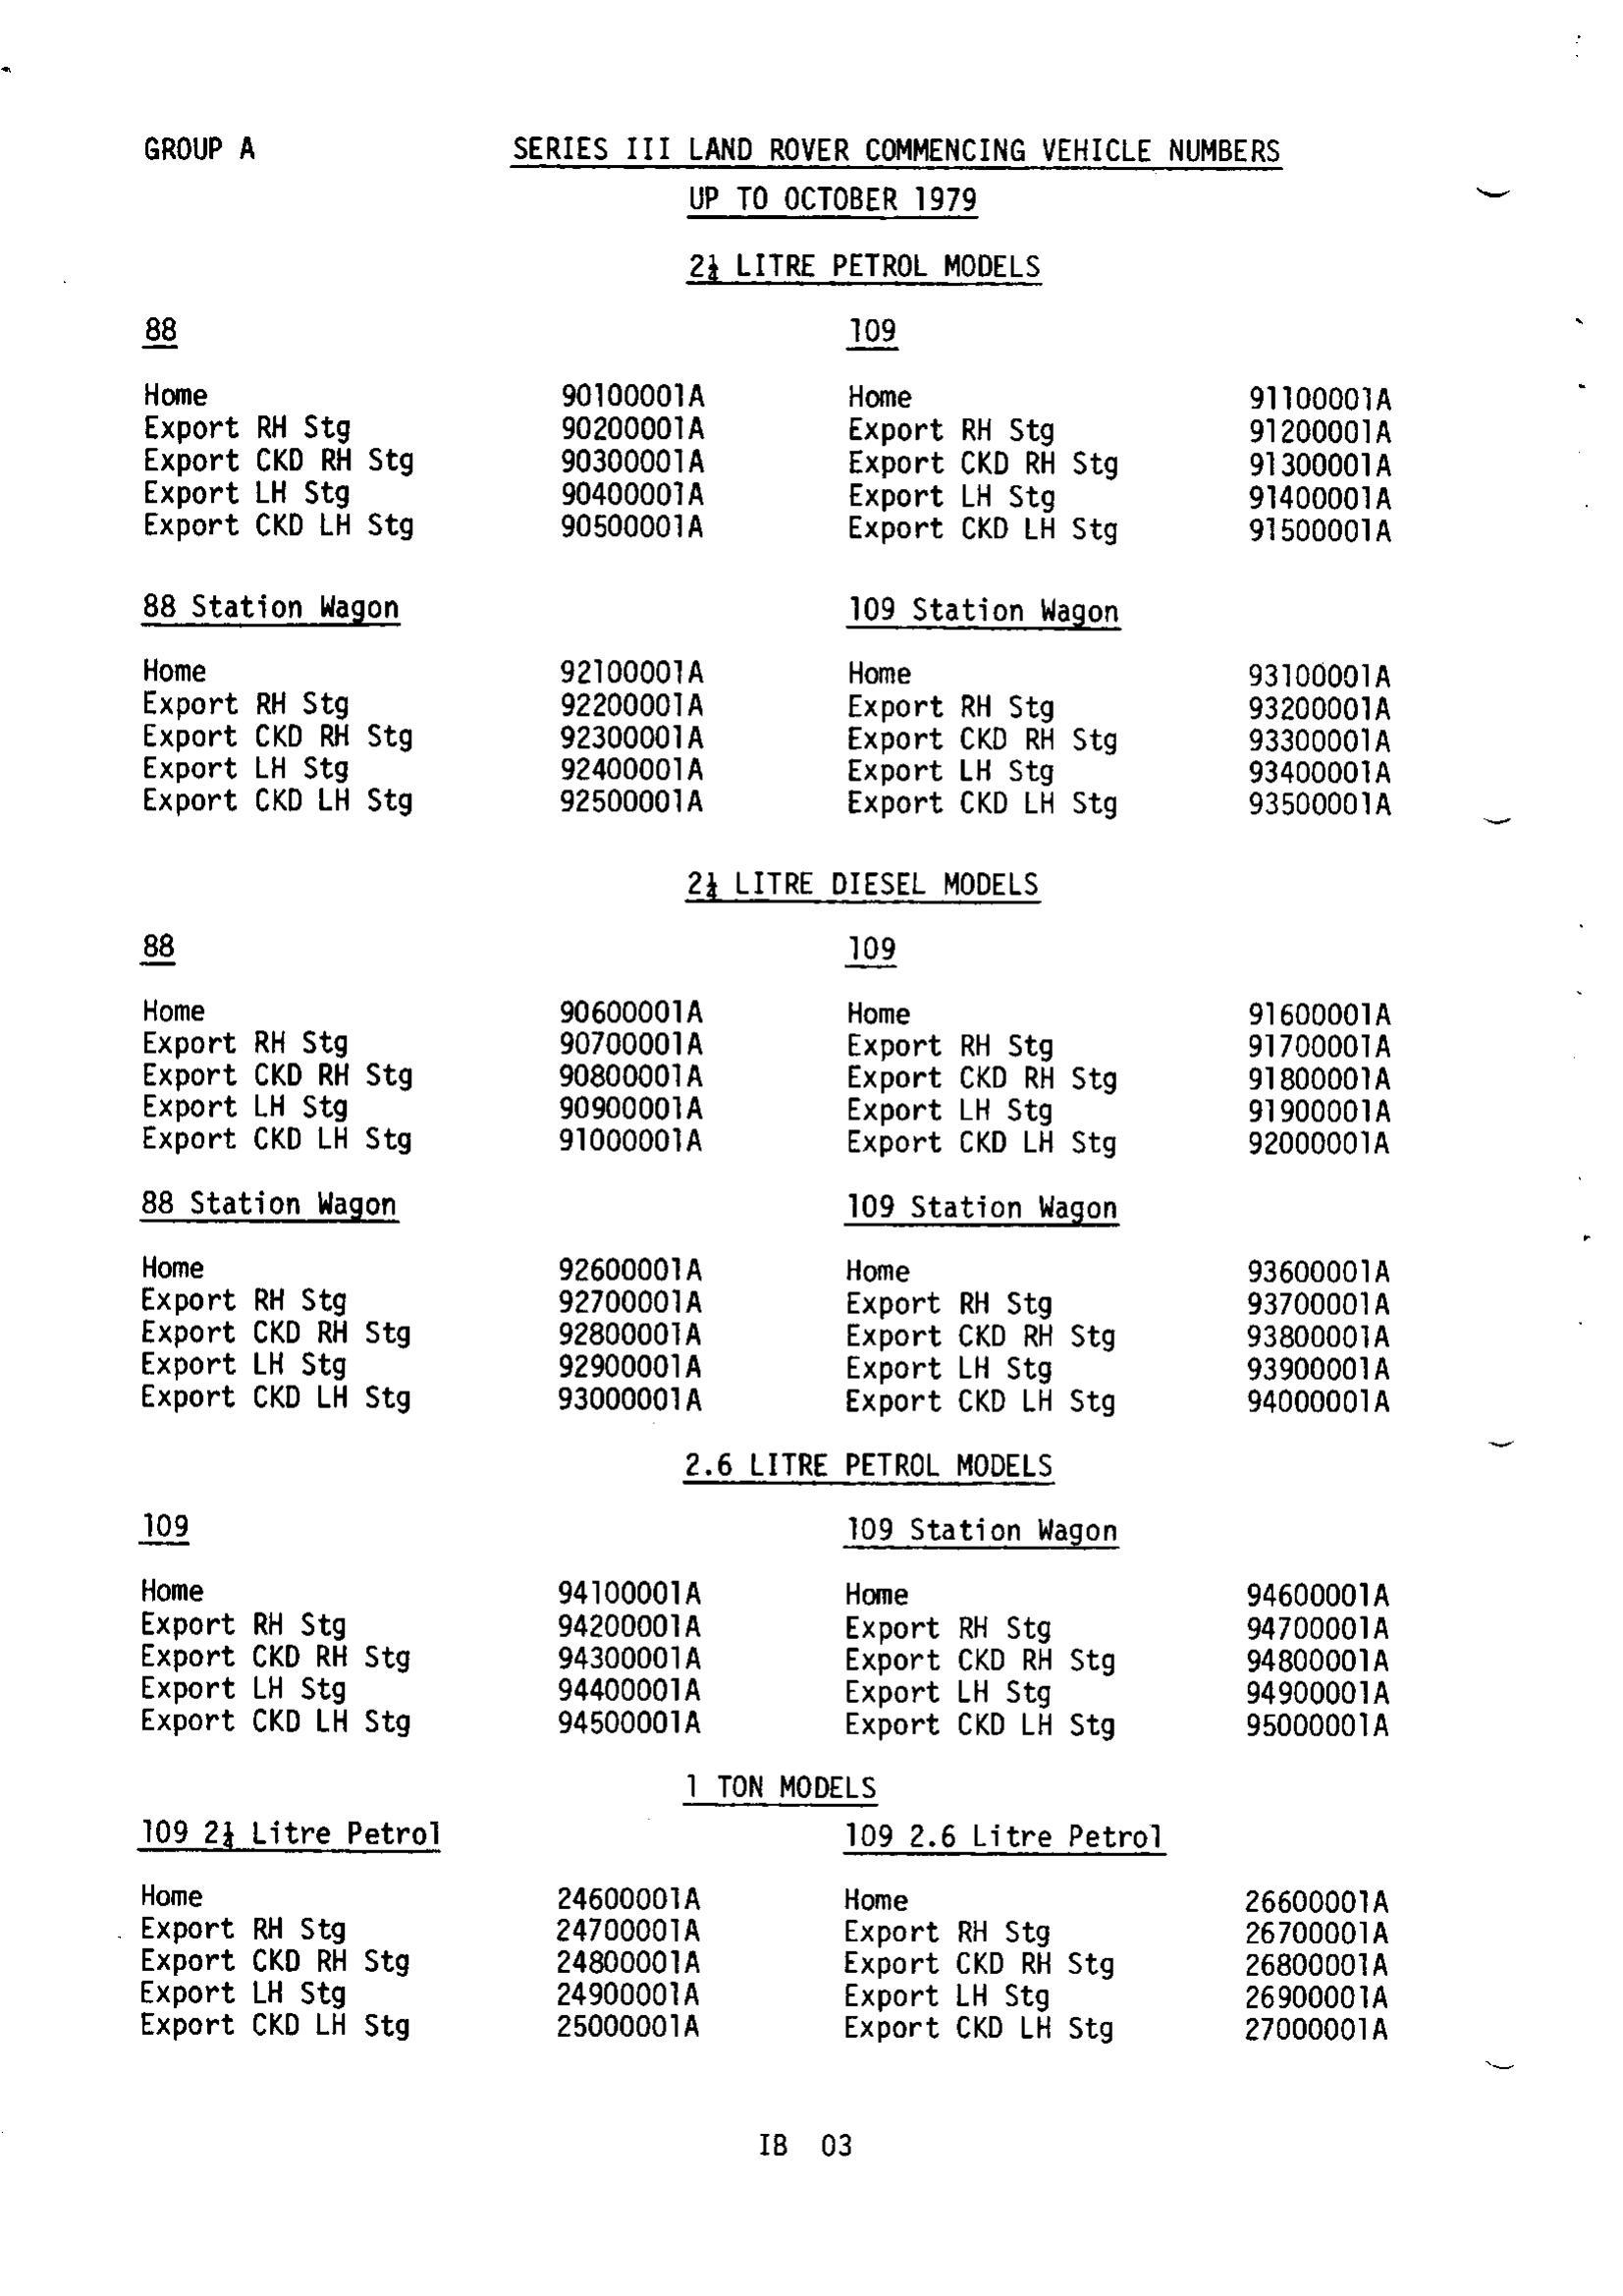 GROUP A SERIES III LAND ROVER COMMENCING VEHICLE NUMBERS
UP TO OCTOBER 1979
2¼ LITRE PETROL MODELS
88 109
Home 90100001A Home 91100001A
Export RH Stg 90200001A Export RH Stg 91200001A
Export CKD RH Stg 90300001A Export CKD RH Stg 91300001A
Export LH Stg 90400001A Export LH Stg 91400001A
Export CKD LH Stg 90500001A Export CKD LH Stg 91500001A
88 Station Wagon 109 Station Wagon
Home 92100001A Home 93100001A
Export RH Stg 92200001A Export RH Stg 93200001A
Export CKD RH Stg 92300001A Export CKD RH Stg 93300001A
Export LH Stg 92400001A Export LH Stg 93400001A
Export CKD LH Stg 92500001A Export CKD LH Stg 93500001A
2¼ LITRE DIESEL MODELS
88 109
Home 90600001A Home 91600001A
Export RH Stg 90700001A Export RH Stg 91700001A
Export CKD RH Stg 90800001A Export CKD RH Stg 91800001A
Export LH Stg 90900001A Export LH Stg 91900001A
Export CKD LH Stg 91000001A Export CKD LH Stg 92000001A
88 Station Wagon 109 Station Wagon
Home 92600001A Home 93600001A
Export RH Stg 92700001A Export RH Stg 93700001A
Export CKD RH Stg 92800001A Export CKD RH Stg 93800001A
Export LH Stg 92900001A Export LH Stg 93900001A
Export CKD LH Stg 93000001A Export CKD LH Stg 94000001A
2.6 LITRE PETROL MODELS
109 109 Station Wagon
Home 94100001A Home 94600001A
Export RH Stg 94200001A Export RH Stg 94700001A
Export CKD RH Stg 94300001A Export CKD RH Stg 94800001A
Export LH Stg 94400001A Export LH Stg 94900001A
Export CKD LH Stg 94500001A Export CKD LH Stg 95000001A
1 TON MODELS
109 2¼ Litre Petrol 109 2.6 Litre Petrol
Home 24600001A Home 26600001A
Export RH Stg 24700001A Export RH Stg 26700001A
Export CKD RH Stg 24800001A Export CKD RH Stg 26800001A
Export LH Stg 24900001A Export LH Stg 26900001A
Export CKD LH Stg 25000001A Export CKD LH Stg 27000001A
IB 03